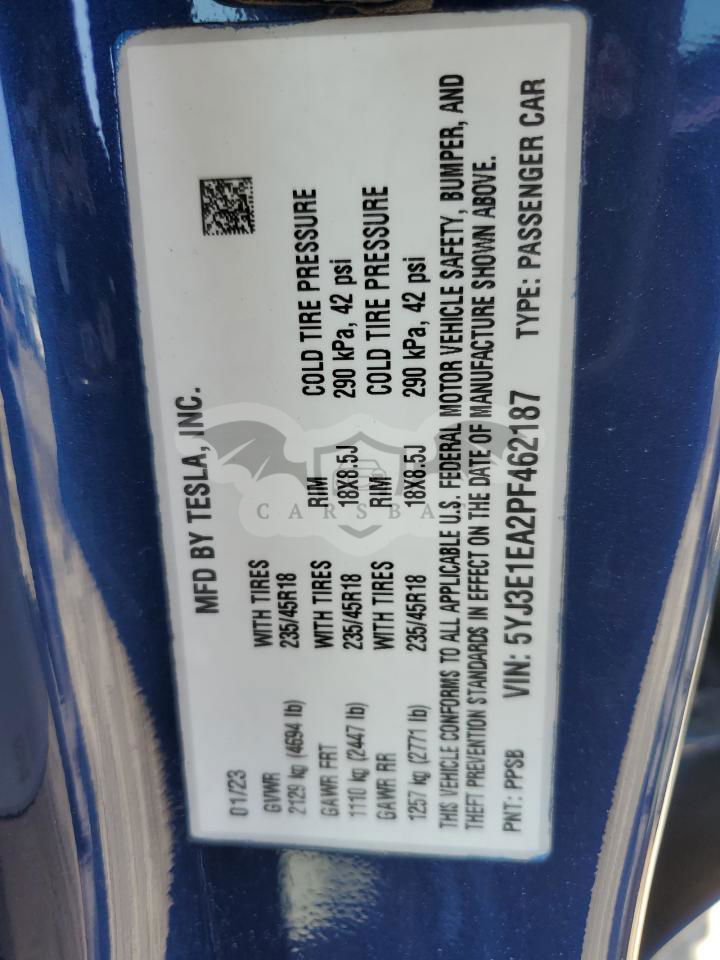 MFD BY TESLA, INC.
01/23
GVWR WITH TIRES
2129 kg (4694 lb) 235/45R18
GAWR FRT WITH TIRES RIM COLD TIRE PRESSURE
1110 kg (2447 lb) 235/45R18 18X8.5J 290 kPa, 42 psi
GAWR RR WITH TIRES RIM COLD TIRE PRESSURE
1257 kg (2771 lb) 235/45R18 18X8.5J 290 kPa, 42 psi
THIS VEHICLE CONFORMS TO ALL APPLICABLE U.S. FEDERAL MOTOR VEHICLE SAFETY, BUMPER, AND
THEFT PREVENTION STANDARDS IN EFFECT ON THE DATE OF MANUFACTURE SHOWN ABOVE.
PNT: PPSB VIN: 5YJ3E1EA2PF462187 TYPE: PASSENGER CAR